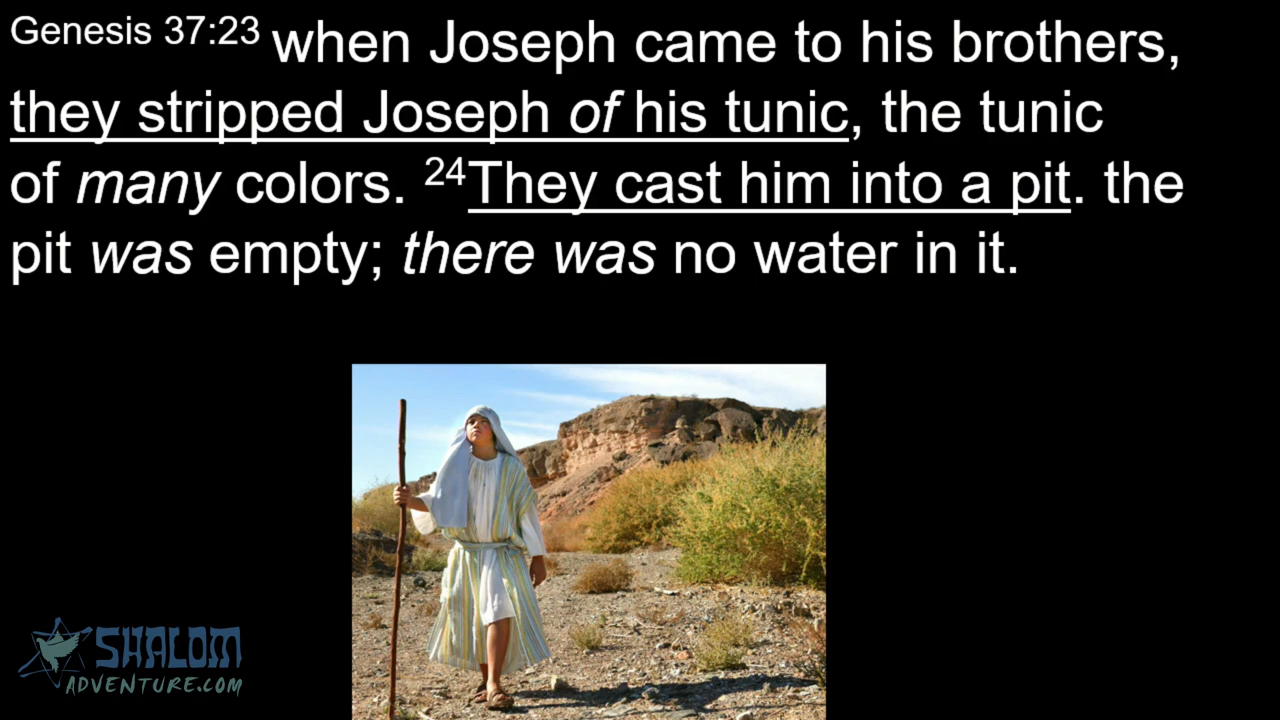 Genesis 37:23 when Joseph came to his brothers,
they stripped Joseph of his tunic, the tunic
of many colors. 24They cast him into a pit. the
pit was empty; there was no water in it.
SHALOM
ADVENTURE.COM